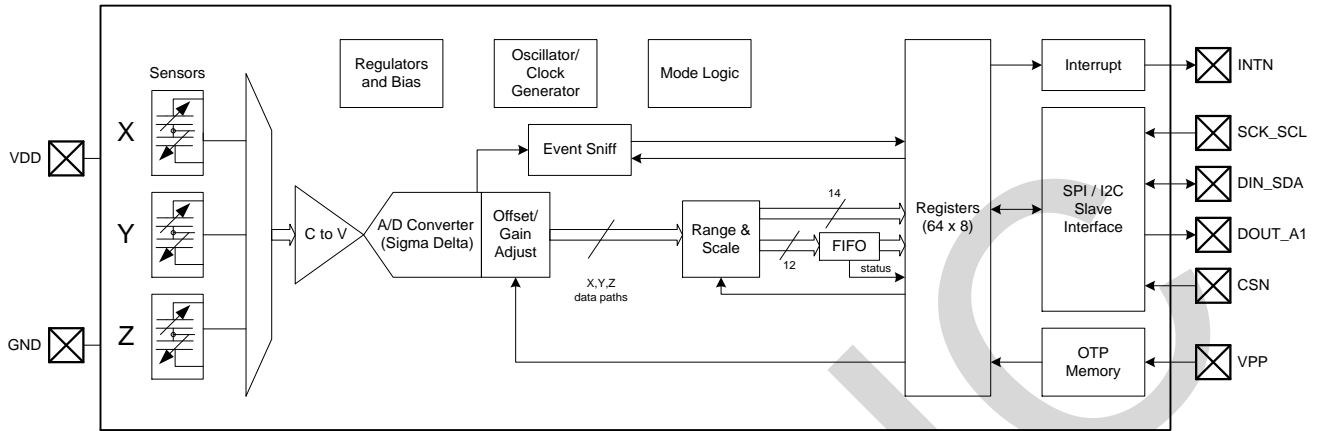 Sensors
X
Y
Z
VDD
GND
Regulators
and Bias
Oscillator/
Clock
Generator
Mode Logic
Event Sniff
C to V
A/D Converter
(Sigma Delta)
Offset/
Gain
Adjust
X,Y,Z
data paths
Range &
Scale
14
12
FIFO
status
Registers
(64 x 8)
Interrupt
SPI / I2C
Slave
Interface
OTP
Memory
INTN
SCK_SCL
DIN_SDA
DOUT_A1
CSN
VPP